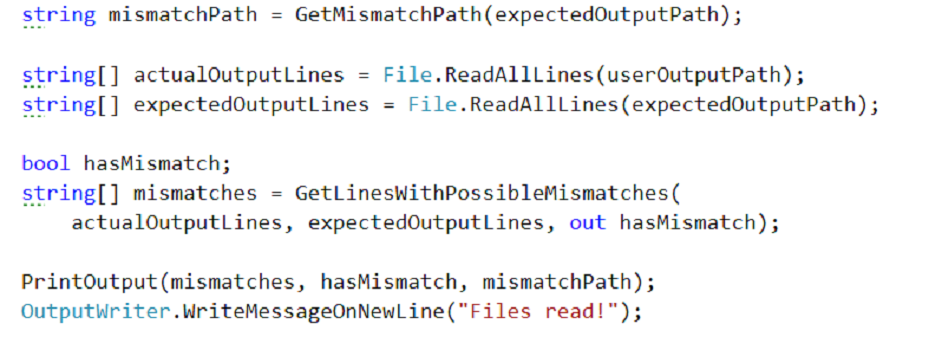 string mismatchPath = GetMismatchPath(expectedOutputPath);
string[] actualOutputLines = File.ReadAllLines(userOutputPath);
string[] expectedOutputLines = File.ReadAllLines(expectedOutputPath);
bool hasMismatch;
string[] mismatches = GetLinesWithPossibleMismatches(
actualOutputLines, expectedOutputLines, out hasMismatch);
PrintOutput(mismatches, hasMismatch, mismatchPath);
OutputWriter.WriteMessageOnNewLine("Files read!");